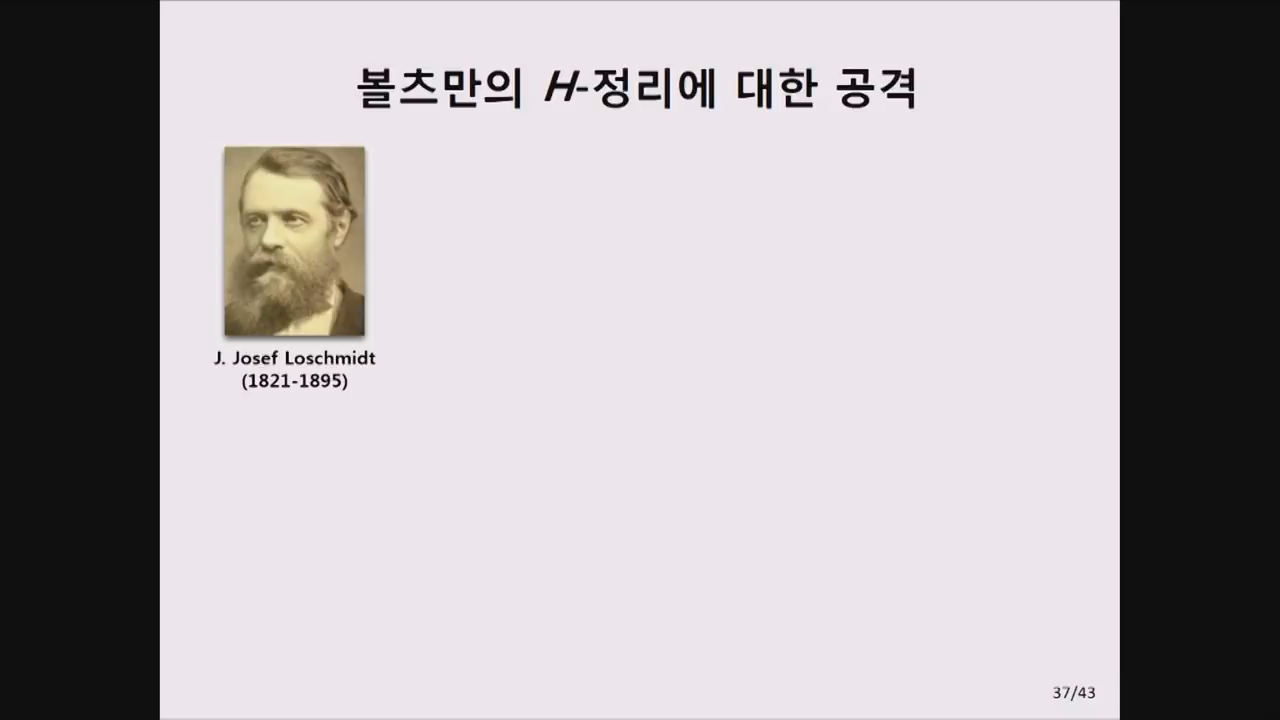 볼츠만의 H-정리에 대한 공격
J. Josef Loschmidt
(1821-1895)
37/43